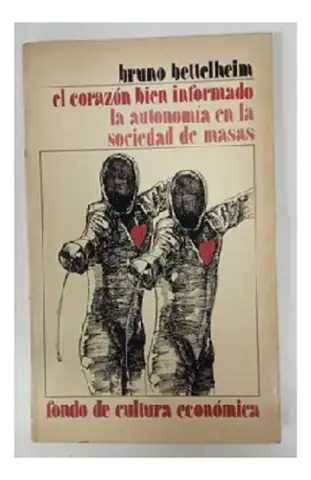 bruno bettelheim
el corazón bien informado
la autonomía en la
sociedad de masas
fondo de cultura económica